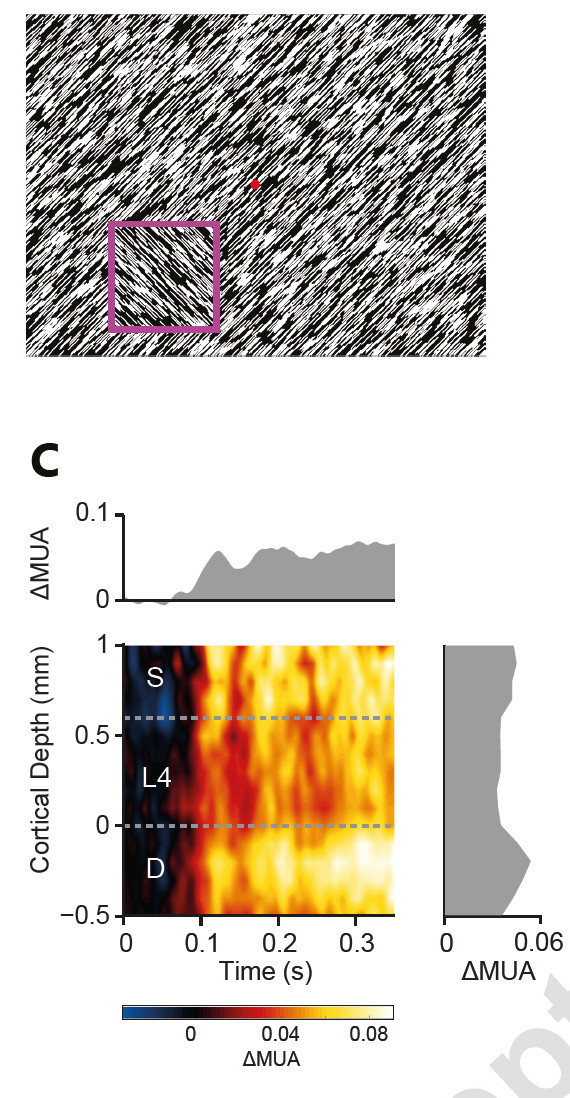 C
0.1
0
ΔMUA
1
0.5
0
−0.5
Cortical Depth (mm)
S
L4
D
0 0.1 0.2 0.3
Time (s)
0 0.06
ΔMUA
0 0.04 0.08
ΔMUA